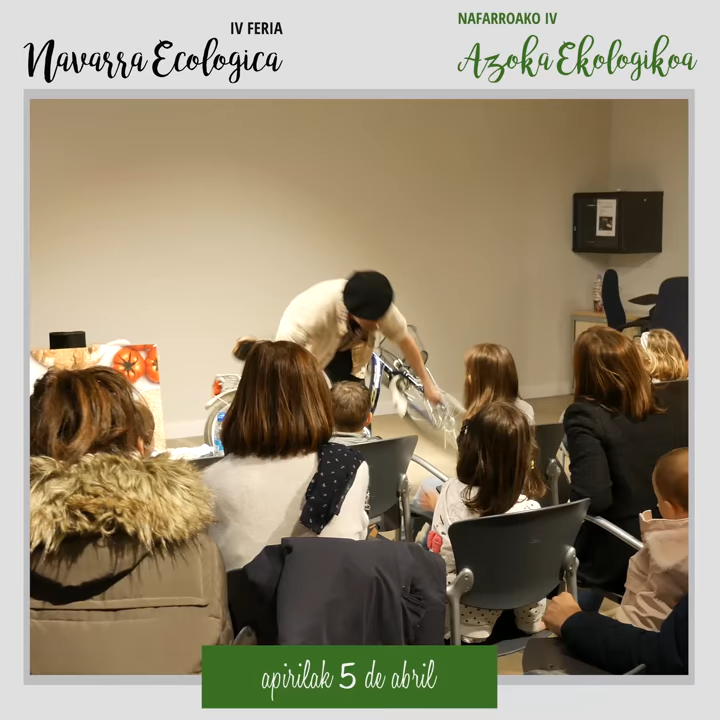 IV FERIA
Navarra Ecologica
NAFARROAKO IV
Azoka Ekologikoa
apirilak 5 de abril